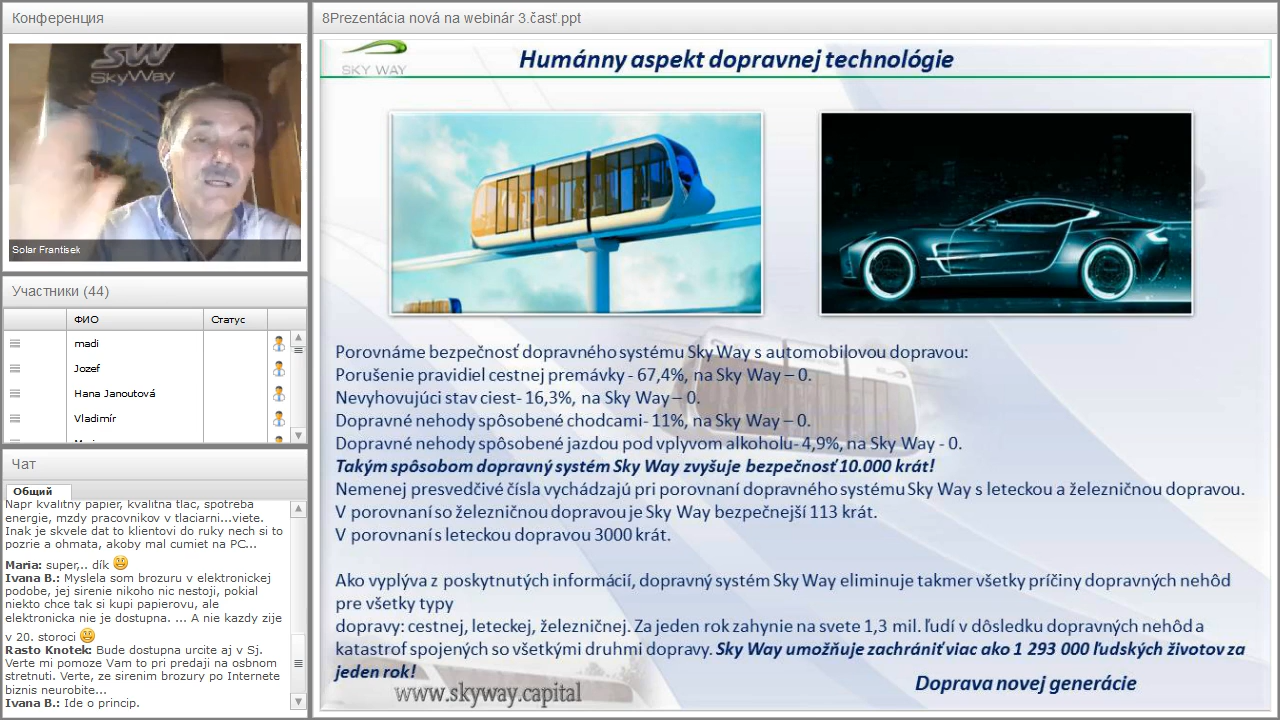 Конференция
SW
SkyWay
Solar Frantisek
Участники (44)
ФИО
Статус
madi
Jozef
Hana Janoutová
Vladimír
Чат
Общий
Napr kvalitny papier, kvalitna tlac, spotreba
energie, mzdy pracovnikov v tlaciarni...viete.
Inak je skvele dat to klientovi do ruky nech si to
pozrie a ohmata, akoby mal cumiet na PC...
Maria: super,.. dík
Ivana B.: Myslela som brozuru v elektronickej
podobe, jej sirenie nikoho nic nestoji, pokial
niekto chce tak si kupi papierovu, ale
elektronicka nie je dostupna. ... A nie kazdy zije
v 20. storoci
Rasto Knotek: Bude dostupna urcite aj v Sj.
Verte mi pomoze Vam to pri predaji na osbnom
stretnuti. Verte, ze sirenim brozury po Internete
biznis neurobite...
Ivana B.: Ide o princip.
8Prezentácia nová na webinár 3.časť.ppt
SKY WAY
Humánny aspekt dopravnej technológie
Porovnáme bezpečnosť dopravného systému Sky Way s automobilovou dopravou:
Porušenie pravidiel cestnej premávky - 67,4%, na Sky Way – 0.
Nevyhovujúci stav ciest- 16,3%, na Sky Way – 0.
Dopravné nehody spôsobené chodcami- 11%, na Sky Way – 0.
Dopravné nehody spôsobené jazdou pod vplyvom alkoholu- 4,9%, na Sky Way - 0.
Takým spôsobom dopravný systém Sky Way zvyšuje bezpečnosť 10.000 krát!
Nemenej presvedčivé čísla vychádzajú pri porovnaní dopravného systému Sky Way s leteckou a železničnou dopravou.
V porovnaní so železničnou dopravou je Sky Way bezpečnejší 113 krát.
V porovnaní s leteckou dopravou 3000 krát.
Ako vyplýva z poskytnutých informácií, dopravný systém Sky Way eliminuje takmer všetky príčiny dopravných nehôd
pre všetky typy
dopravy: cestnej, leteckej, železničnej. Za jeden rok zahynie na svete 1,3 mil. ľudí v dôsledku dopravných nehôd a
katastrof spojených so všetkými druhmi dopravy. Sky Way umožňuje zachrániť viac ako 1 293 000 ľudských životov za
jeden rok!
www.skyway.capital
Doprava novej generácie